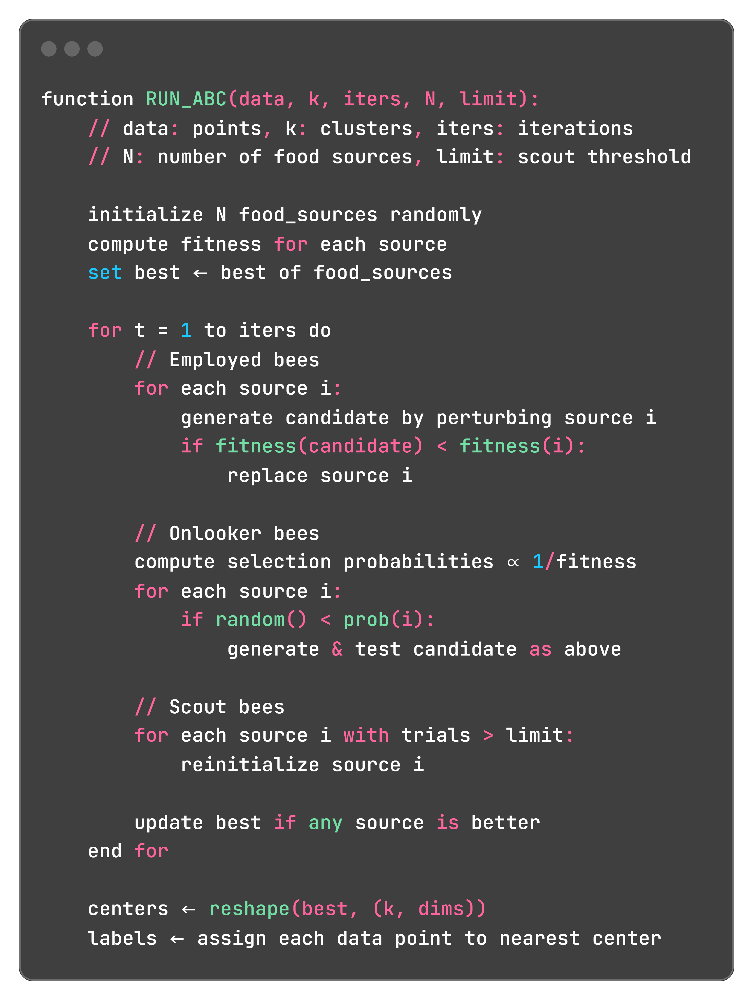 function RUN_ABC(data, k, iters, N, limit):
    // data: points, k: clusters, iters: iterations
    // N: number of food sources, limit: scout threshold

    initialize N food_sources randomly
    compute fitness for each source
    set best ← best of food_sources

    for t = 1 to iters do
        // Employed bees
        for each source i:
            generate candidate by perturbing source i
            if fitness(candidate) < fitness(i):
                replace source i

        // Onlooker bees
        compute selection probabilities ∝ 1/fitness
        for each source i:
            if random() < prob(i):
                generate & test candidate as above

        // Scout bees
        for each source i with trials > limit:
            reinitialize source i

        update best if any source is better
    end for

    centers ← reshape(best, (k, dims))
    labels ← assign each data point to nearest center